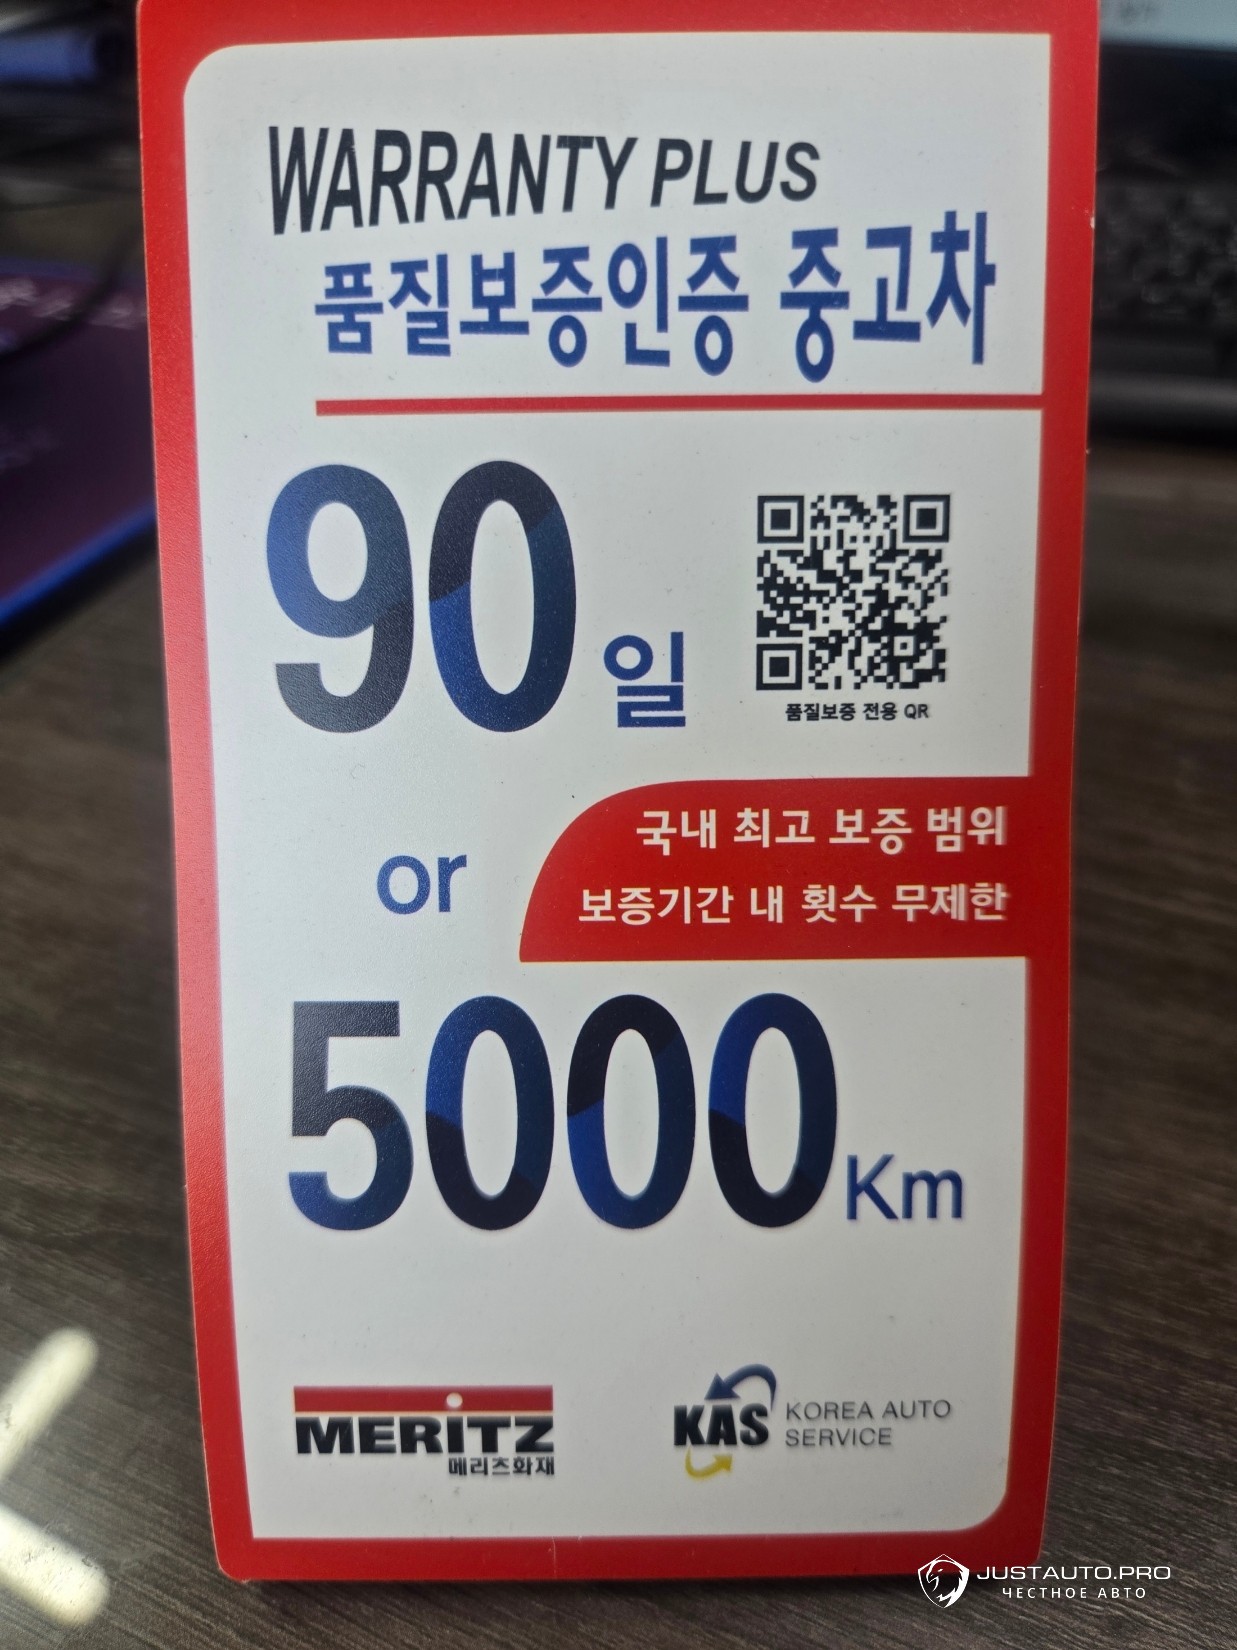 WARRANTY PLUS
품질보증인증 중고차
90일
품질보증 전용 QR
or
국내 최고 보증 범위
보증기간 내 횟수 무제한
5000Km
MERITZ
메리츠화재
KAS KOREA AUTO
SERVICE
JUSTAUTO.PRO
ЧЕСТНОЕ АВТО